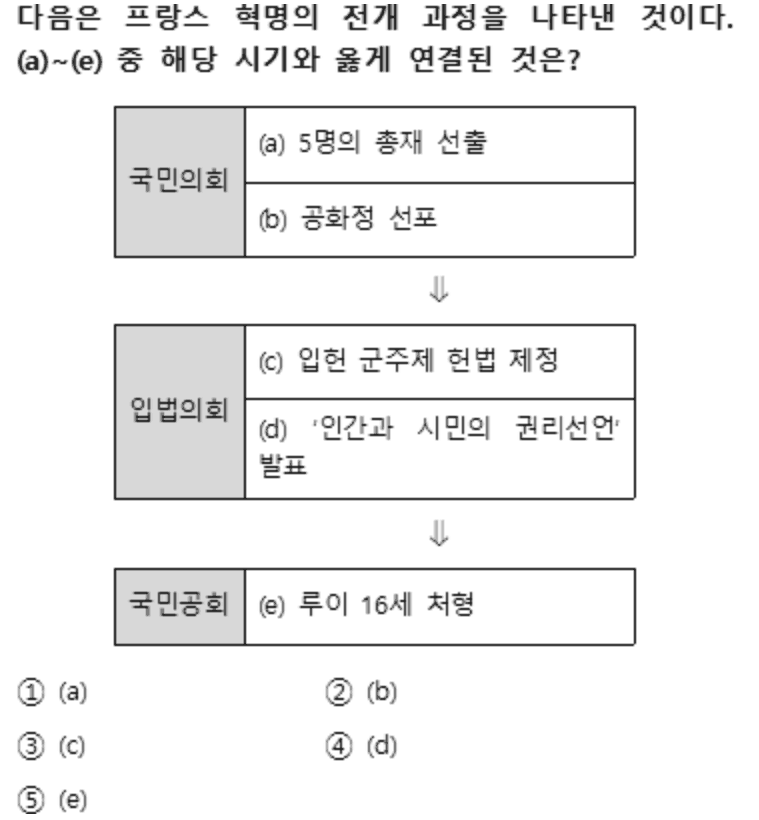 다음은 프랑스 혁명의 전개 과정을 나타낸 것이다.
(a)~(e) 중 해당 시기와 옳게 연결된 것은?
국민의회
(a) 5명의 총재 선출
(b) 공화정 선포
⇓
입법의회
(c) 입헌 군주제 헌법 제정
(d) '인간과 시민의 권리선언'
발표
⇓
국민공회
(e) 루이 16세 처형
① (a) ② (b)
③ (c) ④ (d)
⑤ (e)